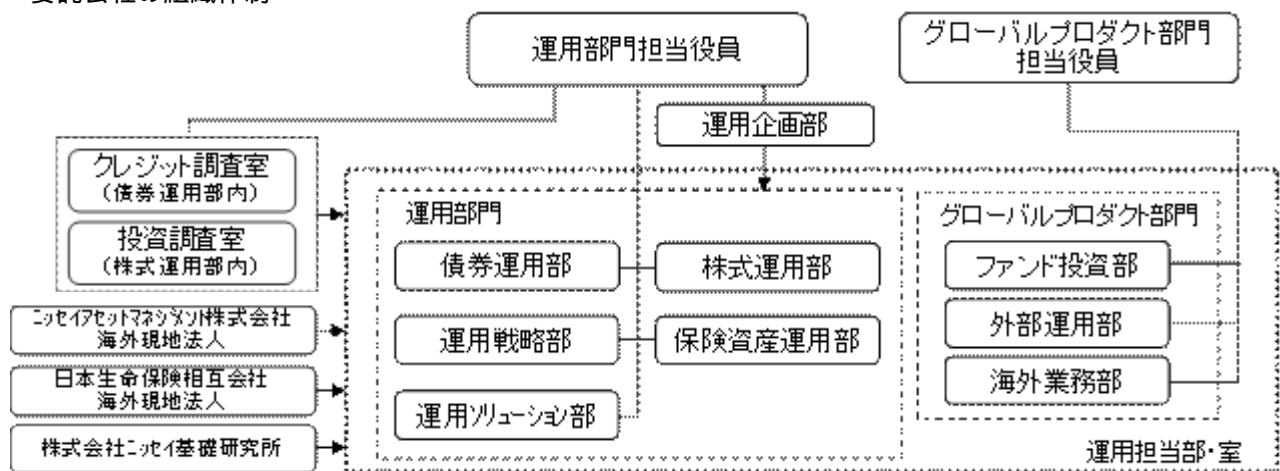 運用部門担当役員
グローバルプロダクト部門
担当役員
運用企画部
クレジット調査室
(債券運用部内)
投資調査室
(株式運用部内)
運用部門
グローバルプロダクト部門
債券運用部
株式運用部
ファンド投資部
ニッセイアセットマネジメント株式会社
海外現地法人
運用戦略部
保険資産運用部
外部運用部
日本生命保険相互会社
海外現地法人
海外業務部
運用ソリューション部
株式会社ニッセイ基礎研究所
運用担当部・室